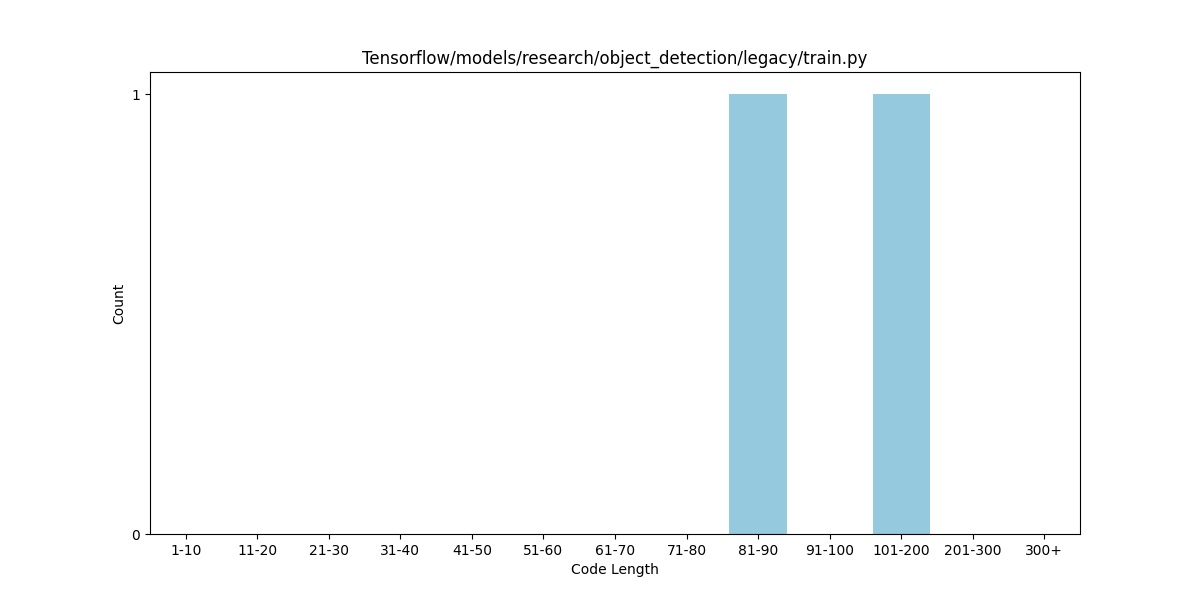 Tensorflow/models/research/object_detection/legacy/train.py
1
Count
0
1-10 11-20 21-30 31-40 41-50 51-60 61-70 71-80 81-90 91-100 101-200 201-300 300+
Code Length